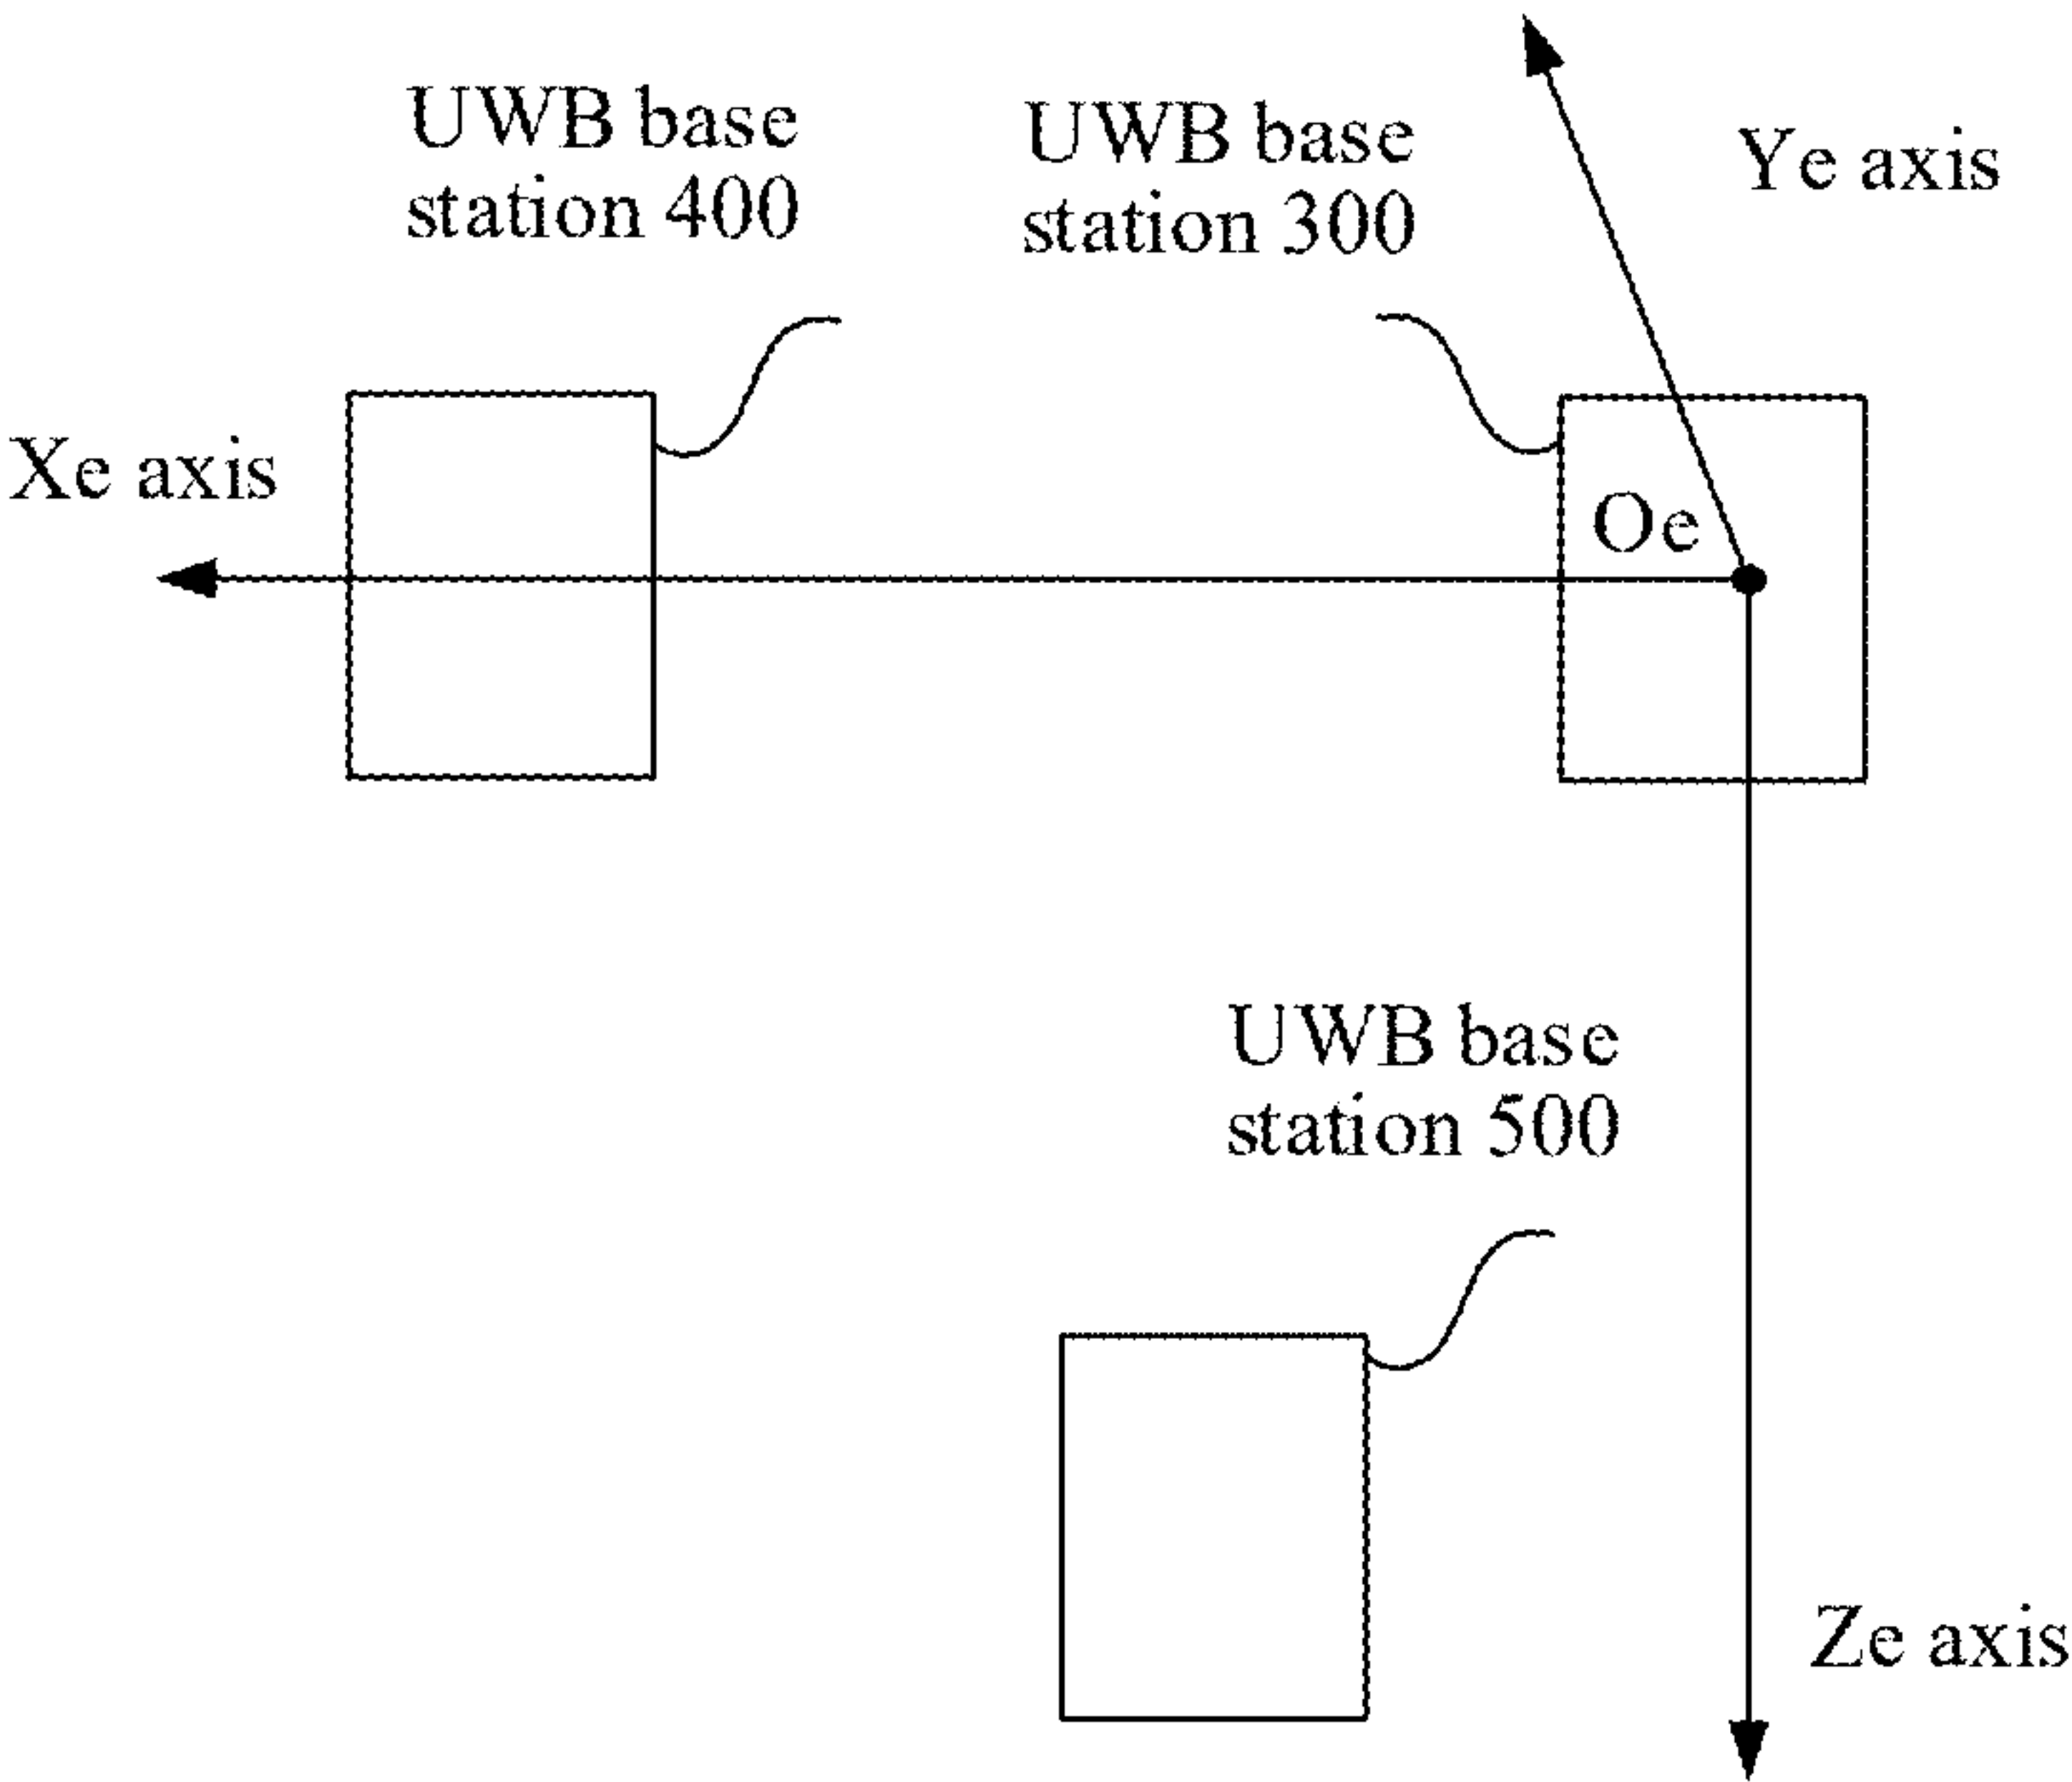 UWB base
station 400
UWB base
station 300
Ye axis
Xe axis
Oe
UWB base
station 500
Ze axis